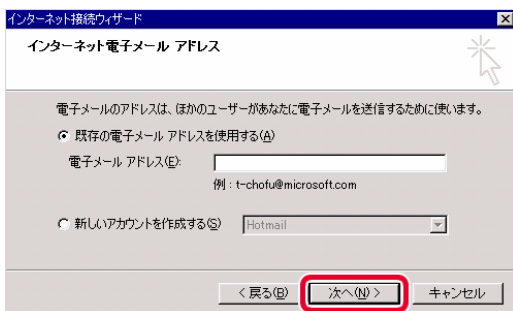 インターネット接続ウィザード
インターネット電子メール アドレス
電子メールのアドレスは、ほかのユーザーがあなたに電子メールを送信するために使います。
既存の電子メール アドレスを使用する(A)
電子メール アドレス(E):
例 : t-chofu@microsoft.com
新しいアカウントを作成する(S) Hotmail
< 戻る(B) 次へ(N) > キャンセル